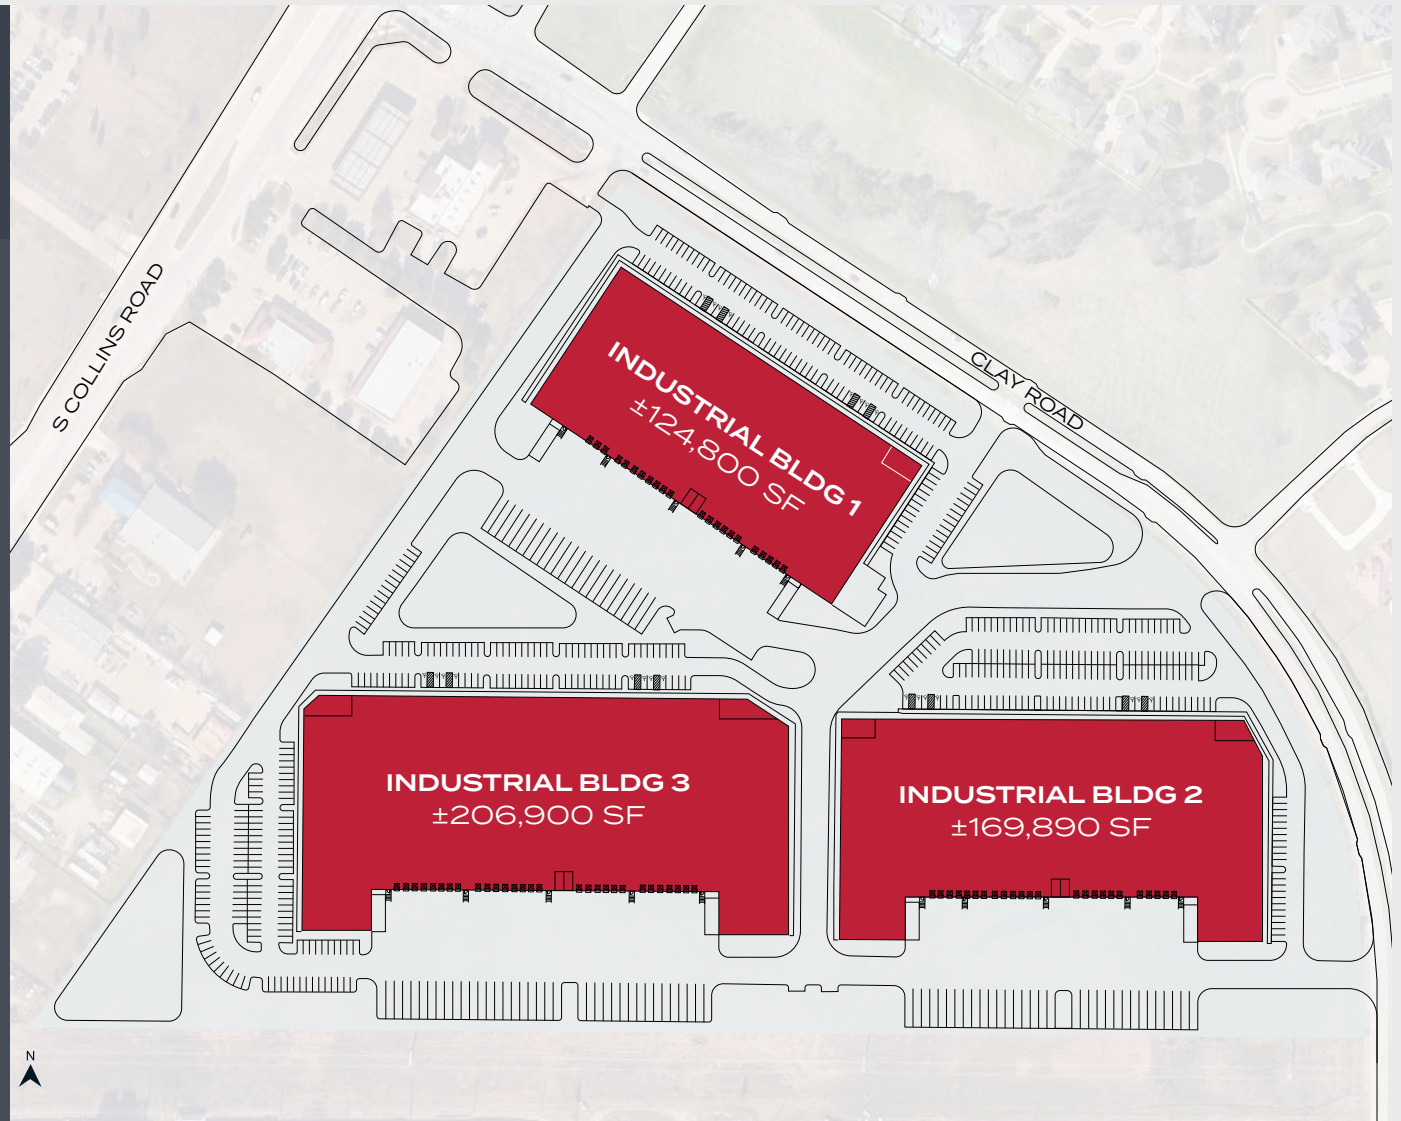 S COLLINS ROAD
CLAY ROAD
INDUSTRIAL BLDG 1
±124,800 SF
INDUSTRIAL BLDG 3
±206,900 SF
INDUSTRIAL BLDG 2
±169,890 SF
N